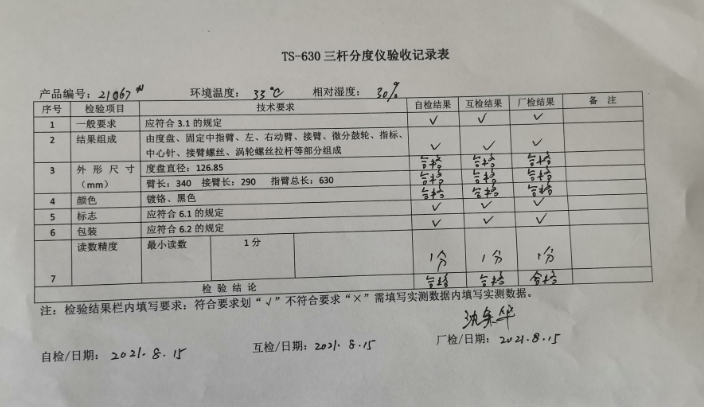 TS-630 三杆分度仪验收记录表
产品编号：21067# 环境温度：33℃ 相对湿度：30%
序号 检验项目 技术要求 自检结果 互检结果 厂检结果 备 注
1 一般要求 应符合 3.1 的规定 √ √ √
2 结果组成 由度盘、固定中指臂、左、右动臂、接臂、微分鼓轮、指标、 √ √ √
中心针、接臂螺丝、涡轮螺丝拉杆等部分组成
3 外 形 尺 寸 度盘直径：126.85 合格 合格 合格
（mm） 臂长：340 接臂长：290 指臂总长：630 合格 合格 合格
4 颜色 镀铬、黑色 合格 合格 合格
5 标志 应符合 6.1 的规定 √ √ √
6 包装 应符合 6.2 的规定 √ √ √
7 读数精度 最小读数 1 分 1分 1分 1分
检 验 结 论 合格 合格 合格
注：检验结果栏内填写要求：符合要求划“√”不符合要求“×”需填写实测数据内填写实测数据。
自检/日期：2021.8.15 互检/日期：2021.8.15 厂检/日期：2021.8.15